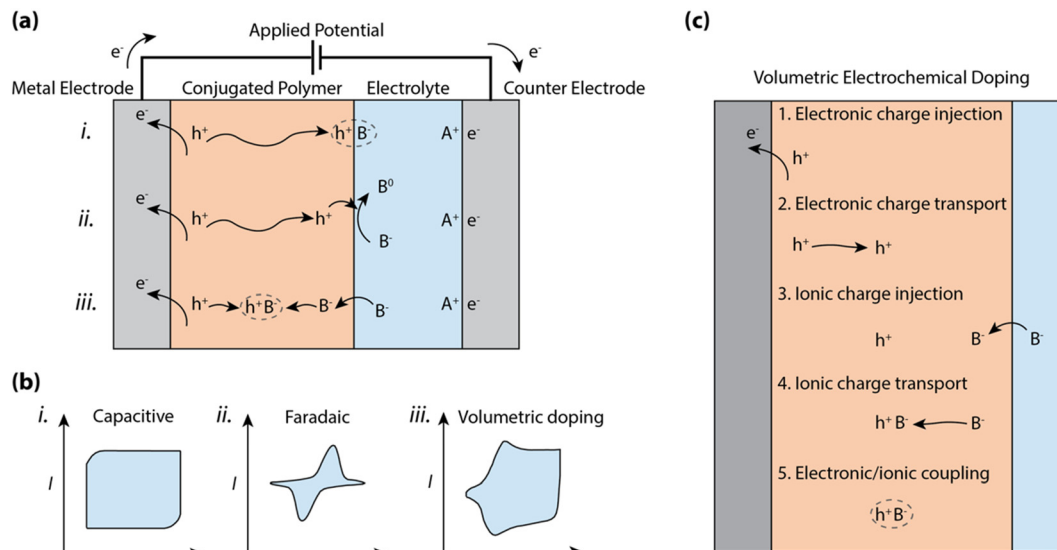 (a)
Applied Potential
e⁻
e⁻
Metal Electrode
Conjugated Polymer
Electrolyte
Counter Electrode
i.
e⁻
h⁺
h⁺ B⁻
A⁺
e⁻
B⁰
ii.
e⁻
h⁺
h⁺
B⁻
A⁺
e⁻
iii.
e⁻
h⁺
h⁺B⁻
B⁻
B⁻
A⁺
e⁻
(b)
i.
Capacitive
I
ii.
Faradaic
I
iii.
Volumetric doping
I
(c)
Volumetric Electrochemical Doping
1. Electronic charge injection
e⁻
h⁺
2. Electronic charge transport
h⁺
h⁺
3. Ionic charge injection
h⁺
B⁻
B⁻
4. Ionic charge transport
h⁺ B⁻
B⁻
5. Electronic/ionic coupling
h⁺B⁻